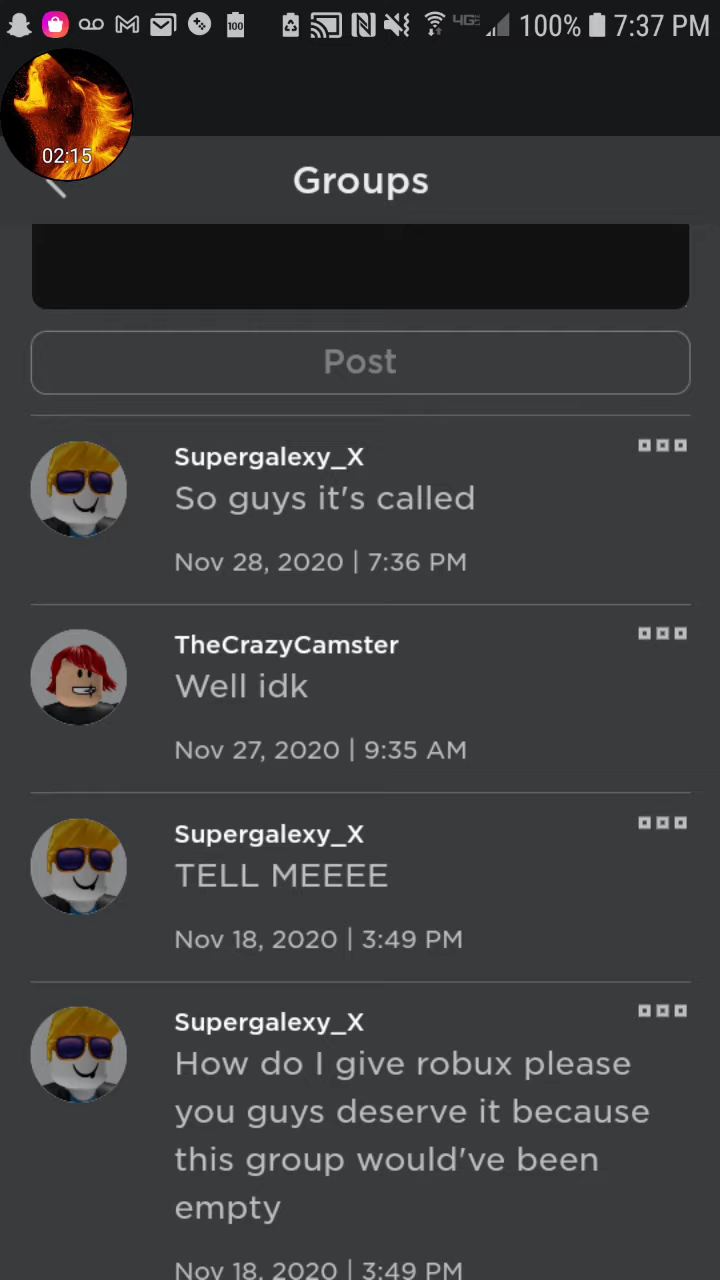 100 4GE 100% 7:37 PM
02:15
Groups
Post
Supergalexy_X
So guys it's called
Nov 28, 2020 | 7:36 PM
TheCrazyCamster
Well idk
Nov 27, 2020 | 9:35 AM
Supergalexy_X
TELL MEEEE
Nov 18, 2020 | 3:49 PM
Supergalexy_X
How do I give robux please
you guys deserve it because
this group would've been
empty
Nov 18, 2020 | 3:49 PM